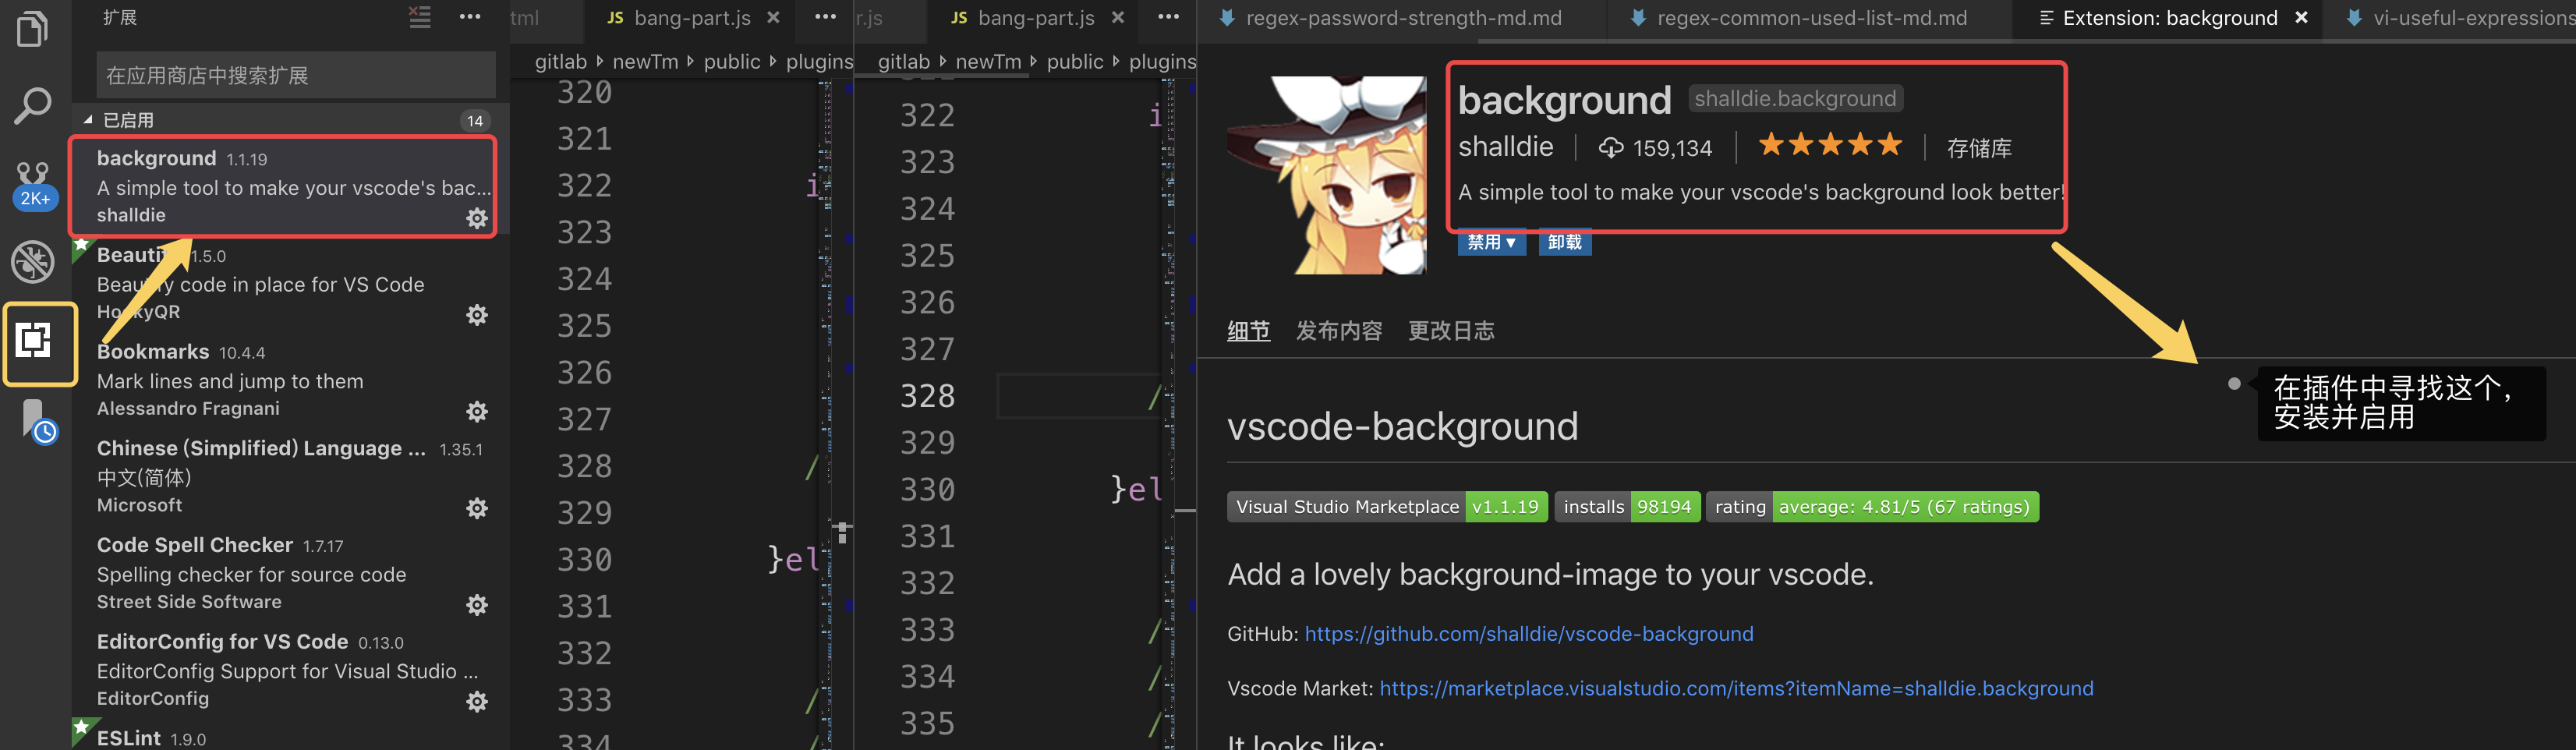 扩展
在应用商店中搜索扩展
已启用 14
background 1.1.19
A simple tool to make your vscode's bac...
shalldie
2K+
1.5.0
Beautify code in place for VS Code
HookyQR
Bookmarks 10.4.4
Mark lines and jump to them
Alessandro Fragnani
Chinese (Simplified) Language ... 1.35.1
中文(简体)
Microsoft
Code Spell Checker 1.7.17
Spelling checker for source code
Street Side Software
EditorConfig for VS Code 0.13.0
EditorConfig Support for Visual Studio ...
EditorConfig
ESLint 1.9.0
tml JS bang-part.js × ...
gitlab newTm public plugins
320
321
322 i
323
324
325
326
327
328 /
329
330 }el
331
332
333 /
334 /
r.js JS bang-part.js × ...
gitlab newTm public plugins
322 i
323
324
325
326
327
328 /
329
330 }el
331
332
333 /
334 /
335 /
regex-password-strength-md.md regex-common-used-list-md.md Extension: background × vi-useful-expressions
background shalldie.background
shalldie 159,134 ★★★★★ 存储库
A simple tool to make your vscode's background look better!
禁用 ▼ 卸载
细节 发布内容 更改日志
在插件中寻找这个，
安装并启用
vscode-background
Visual Studio Marketplace v1.1.19 installs 98194 rating average: 4.81/5 (67 ratings)
Add a lovely background-image to your vscode.
GitHub: https://github.com/shalldie/vscode-background
Vscode Market: https://marketplace.visualstudio.com/items?itemName=shalldie.background
It looks like: